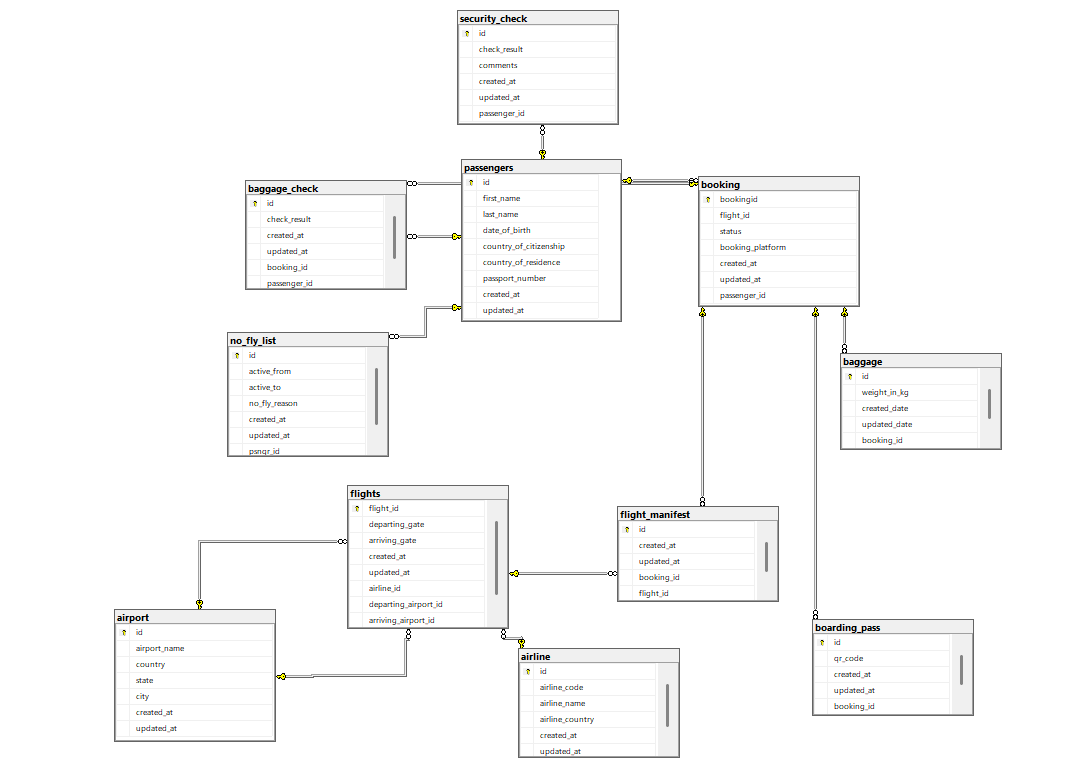 security_check
id
check_result
comments
created_at
updated_at
passenger_id
passengers
id
first_name
last_name
date_of_birth
country_of_citizenship
country_of_residence
passport_number
created_at
updated_at
baggage_check
id
check_result
created_at
updated_at
booking_id
passenger_id
booking
bookingid
flight_id
status
booking_platform
created_at
updated_at
passenger_id
no_fly_list
id
active_from
active_to
no_fly_reason
created_at
updated_at
psngr_id
baggage
id
weight_in_kg
created_date
updated_date
booking_id
flights
flight_id
departing_gate
arriving_gate
created_at
updated_at
airline_id
departing_airport_id
arriving_airport_id
flight_manifest
id
created_at
updated_at
booking_id
flight_id
airport
id
airport_name
country
state
city
created_at
updated_at
airline
id
airline_code
airline_name
airline_country
created_at
updated_at
boarding_pass
id
qr_code
created_at
updated_at
booking_id